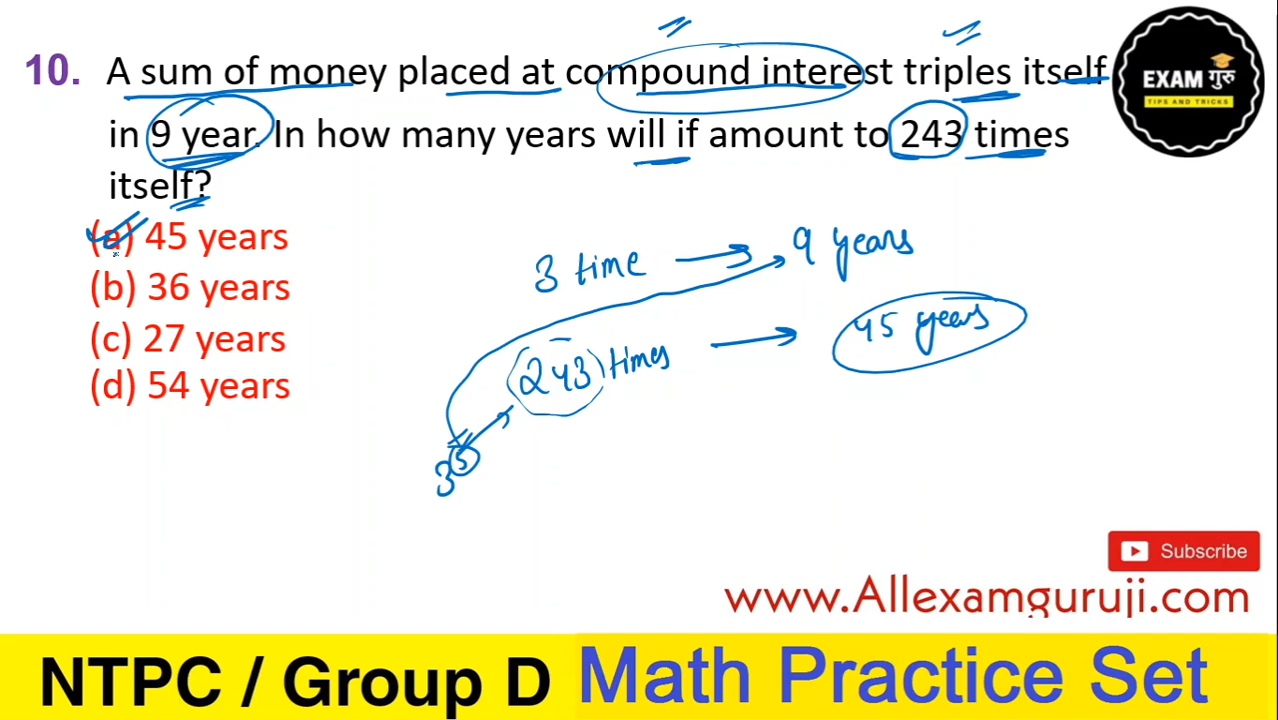 10. A sum of money placed at compound interest triples itself
in 9 year. In how many years will if amount to 243 times
itself?
(a) 45 years
(b) 36 years
(c) 27 years
(d) 54 years
3 time → 9 years
243 times → 45 years
3⁵
EXAM गुरु
TIPS AND TRICKS
Subscribe
www.Allexamguruji.com
NTPC / Group D Math Practice Set